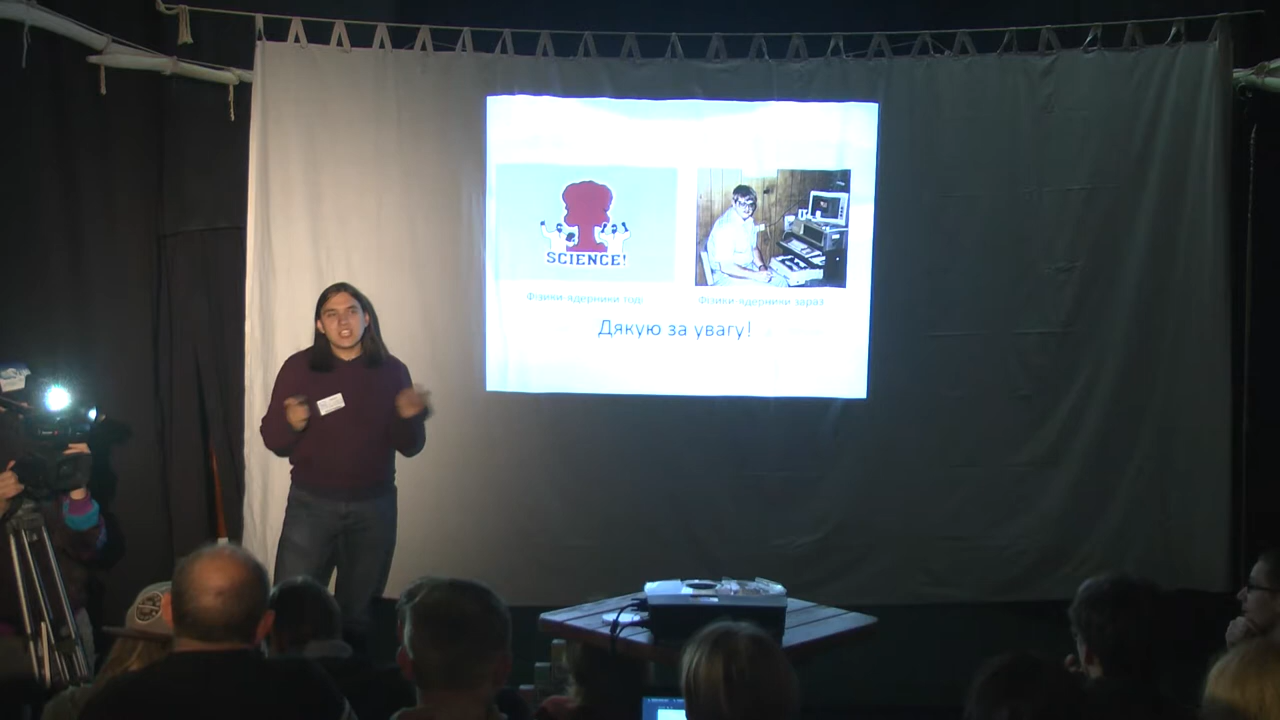 SCIENCE!
Фізики-ядерники тоді
Фізики-ядерники зараз
Дякую за увагу!